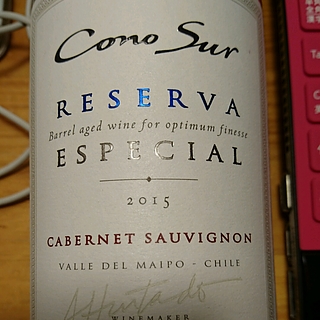 Cono Sur
RESERVA
Barrel aged wine for optimum finesse
ESPECIAL
2015
CABERNET SAUVIGNON
VALLE DEL MAIPO - CHILE
WINEMAKER